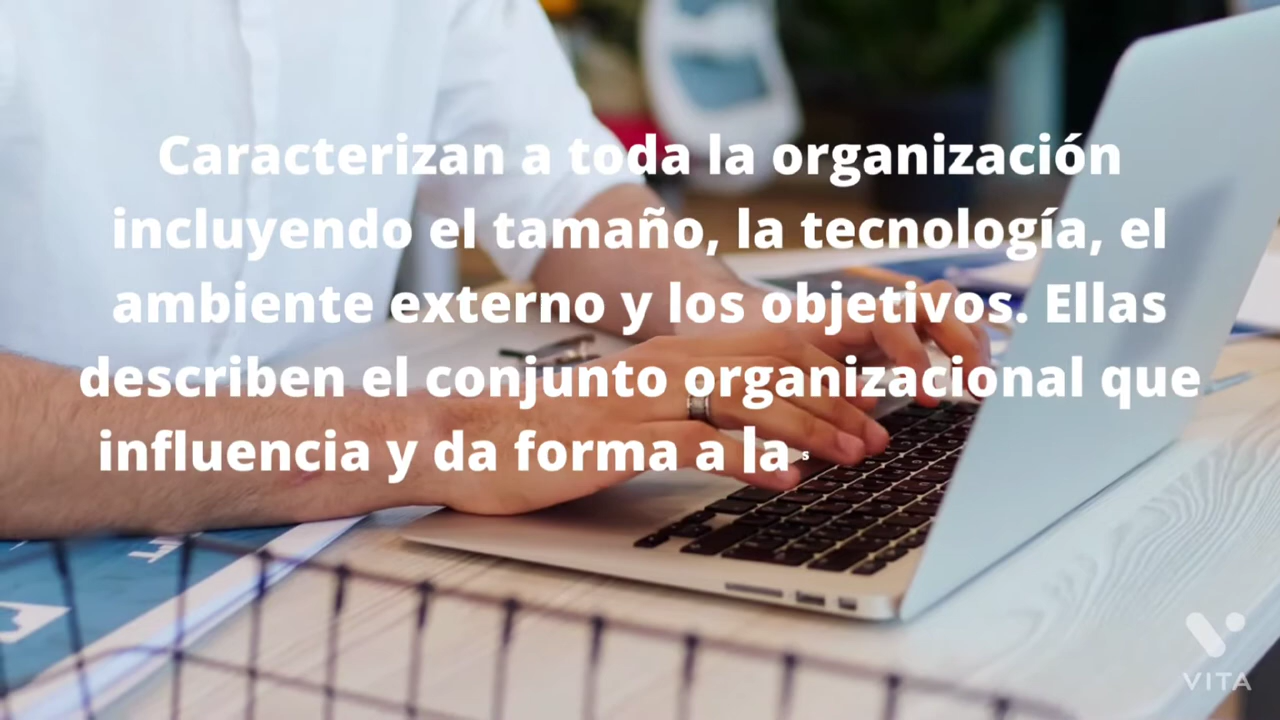 Caracterizan a toda la organización
incluyendo el tamaño, la tecnología, el
ambiente externo y los objetivos. Ellas
describen el conjunto organizacional que
influencia y da forma a la s
VITA